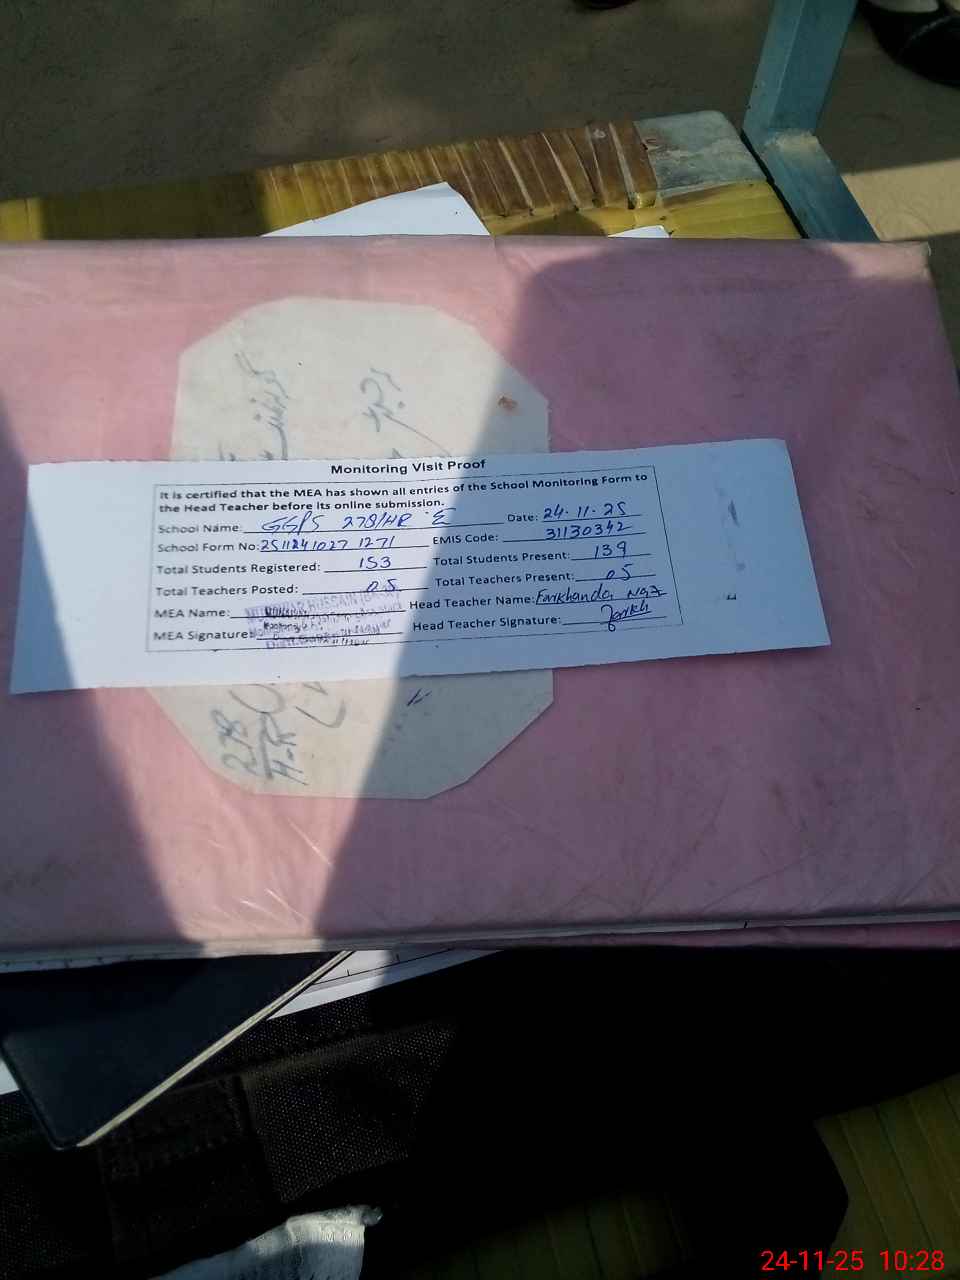 Monitoring Visit Proof
It is certified that the MEA has shown all entries of the School Monitoring Form to
the Head Teacher before its online submission.
School Name: GGPS 278/HR E Date: 24-11-25
School Form No: 2511241027 1271 EMIS Code: 31130342
Total Students Registered: 153 Total Students Present: 139
Total Teachers Posted: 05 Total Teachers Present: 05
MEA Name: Head Teacher Name: Farkhanda Naz
MEA Signature: Head Teacher Signature: Farkh
278
H-R
24-11-25 10:28